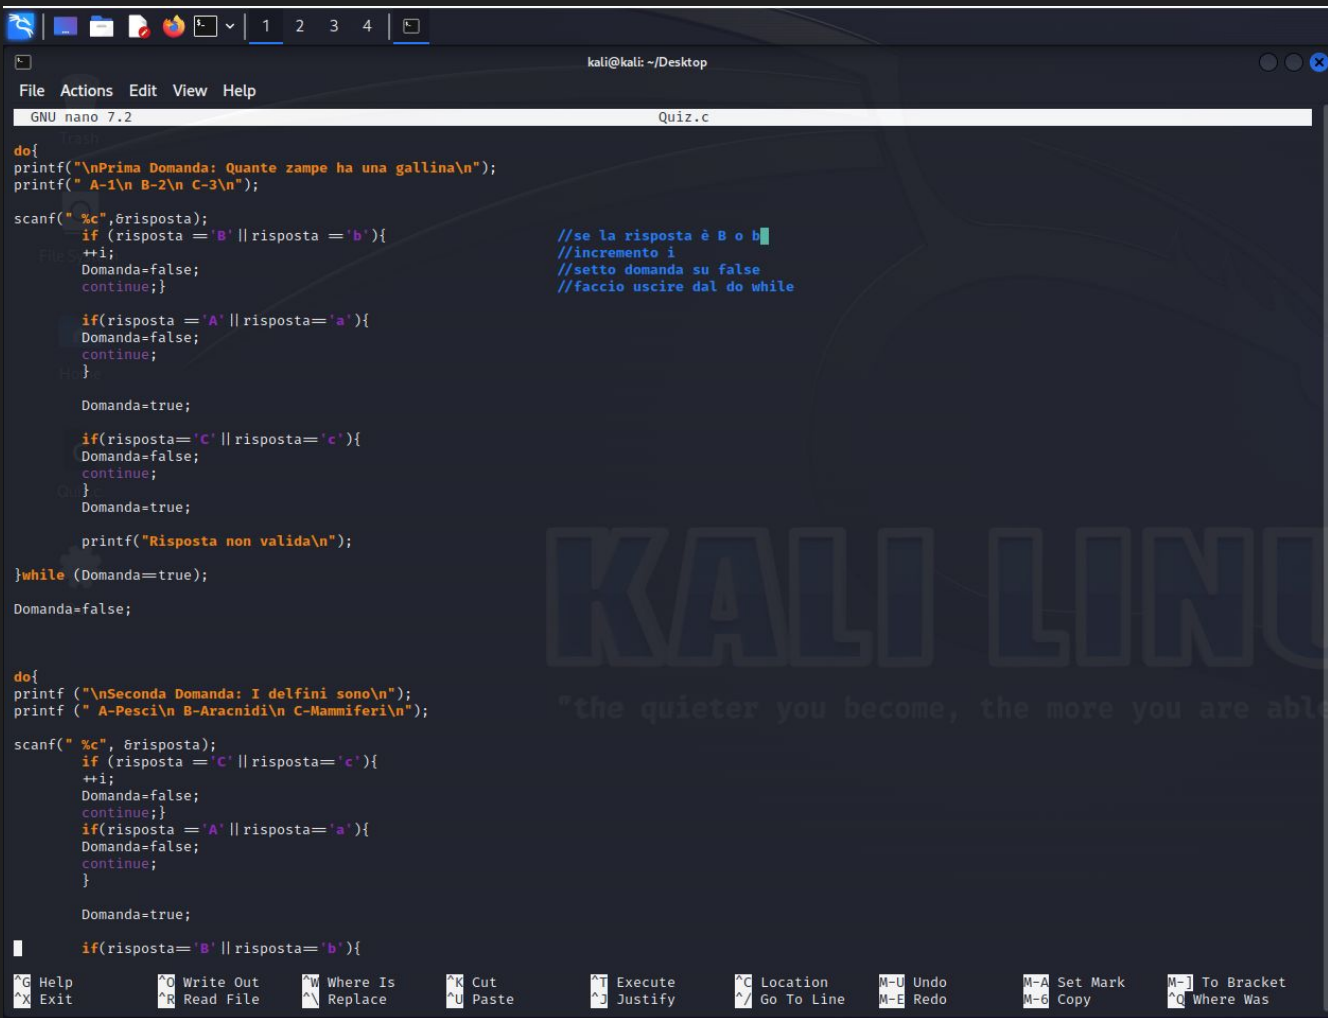 1 2 3 4
kali@kali: ~/Desktop
File Actions Edit View Help
GNU nano 7.2 Quiz.c
do{
printf("\nPrima Domanda: Quante zampe ha una gallina\n");
printf(" A-1\n B-2\n C-3\n");
scanf(" %c",&risposta);
if (risposta =='B'||risposta =='b'){ //se la risposta è B o b
++i; //incremento i
Domanda=false; //setto domanda su false
continue;} //faccio uscire dal do while
if(risposta =='A'||risposta=='a'){
Domanda=false;
continue;
}
Domanda=true;
if(risposta=='C'||risposta=='c'){
Domanda=false;
continue;
}
Domanda=true;
printf("Risposta non valida\n");
}while (Domanda==true);
Domanda=false;
KALI LINU
do{
printf ("\nSeconda Domanda: I delfini sono\n");
printf (" A-Pesci\n B-Aracnidi\n C-Mammiferi\n");
"the quieter you become, the more you are able
scanf(" %c", &risposta);
if (risposta =='C'||risposta=='c'){
++i;
Domanda=false;
continue;}
if(risposta =='A'||risposta=='a'){
Domanda=false;
continue;
}
Domanda=true;
if(risposta=='B'||risposta=='b'){
^G Help ^O Write Out ^W Where Is ^K Cut ^T Execute ^C Location M-U Undo M-A Set Mark M-] To Bracket
^X Exit ^R Read File ^\ Replace ^U Paste ^J Justify ^/ Go To Line M-E Redo M-6 Copy ^Q Where Was